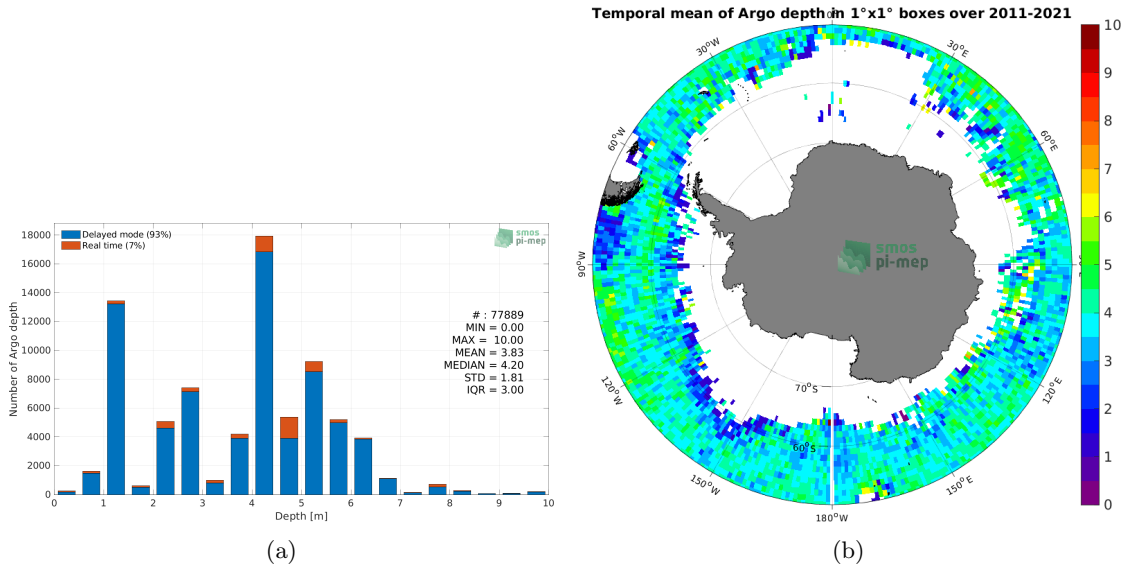 Delayed mode (93%)
Real time (7%)
smos
pi-mep
# : 77889
MIN = 0.00
MAX = 10.00
MEAN = 3.83
MEDIAN = 4.20
STD = 1.81
IQR = 3.00
Number of Argo depth
18000
16000
14000
12000
10000
8000
6000
4000
2000
0
0 1 2 3 4 5 6 7 8 9 10
Depth [m]
(a)
Temporal mean of Argo depth in 1°x1° boxes over 2011-2021
0°
30°W
30°E
60°W
60°E
90°W
smos
pi-mep
120°W
120°E
70°S
60°S
150°W
150°E
180°W
10
9
8
7
6
5
4
3
2
1
0
(b)